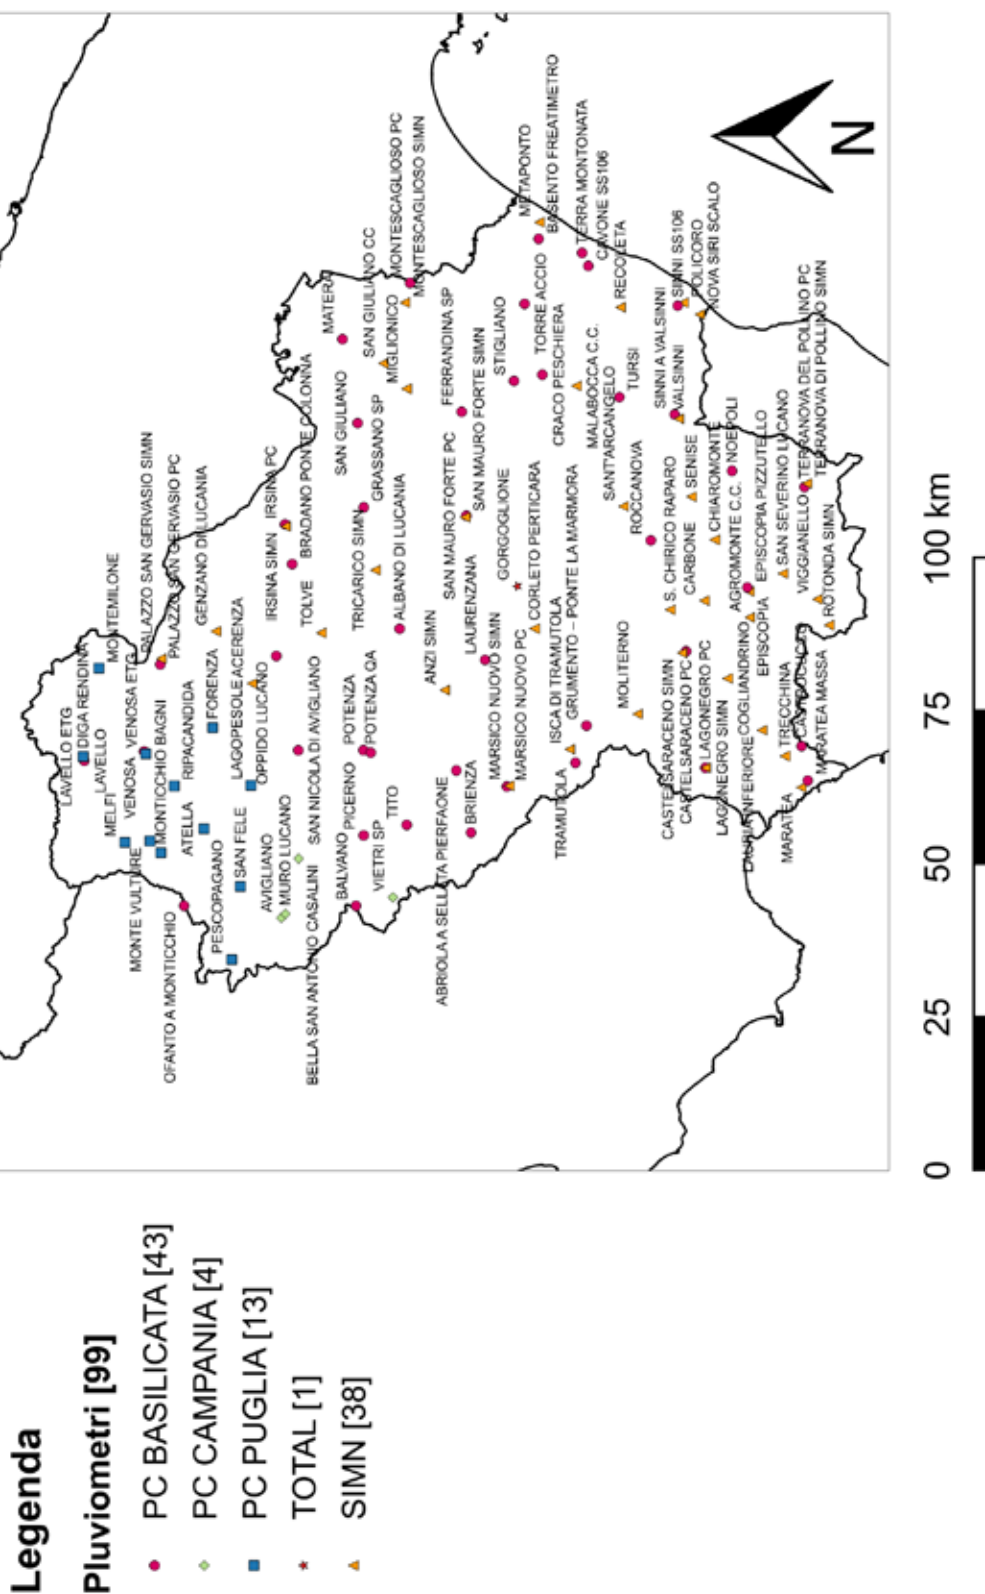 LAVELLO ETG
DIGA RENDINA
MONTEMILONE
LAVELLO
MELFI
VENOSA
VENOSA ETG
PALAZZO SAN GERVASIO SIMN
MONTE VULTURE
MONTICCHIO BAGNI
PALAZZO SAN GERVASIO PC
OFANTO A MONTICCHIO
ATELLA
RIPACANDIDA
GENZANO DI LUCANIA
PESCOPAGANO
FORENZA
SAN FELE
LAGOPESOLE
ACERENZA
OPPIDO LUCANO
AVIGLIANO
MURO LUCANO
IRSINA SIMN
IRSINA PC
BELLA SAN ANTONIO CASALINI
SAN NICOLA DI AVIGLIANO
TOLVE
BRADANO PONTE COLONNA
MATERA
BALVANO
PICERNO
POTENZA
TRICARICO SIMN
SAN GIULIANO
SAN GIULIANO CC
POTENZA QA
VIETRI SP
GRASSANO SP
MIGLIONICO
MONTESCAGLIOSO PC
TITO
ALBANO DI LUCANIA
MONTESCAGLIOSO SIMN
ANZI SIMN
ABRIOLA A SELLATA PIERFAONE
SAN MAURO FORTE PC
FERRANDINA SP
BRIENZA
LAURENZANA
SAN MAURO FORTE SIMN
MARSICO NUOVO SIMN
GORGOGLIONE
STIGLIANO
MARSICO NUOVO PC
METAPONTO
CORLETO PERTICARA
TORRE ACCIO
BASENTO FREATIMETRO
ISCA DI TRAMUTOLA
CRACO PESCHIERA
TRAMUTOLA
GRUMENTO – PONTE LA MARMORA
TERRA MONTONATA
MALABOCCA C.C.
CAVONE SS106
SANT'ARCANGELO
MOLITERNO
TURSI
RECOLETA
ROCCANOVA
SINNI A VALSINNI
S. CHIRICO RAPARO
VALSINNI
SINNI SS106
CASTELSARACENO SIMN
CASTELSARACENO PC
CARBONE
SENISE
POLICORO
LAGONEGRO PC
CHIAROMONTE
NOVA SIRI SCALO
LAGONEGRO SIMN
AGROMONTE C.C.
NOEPOLI
COGLIANDRINO
LAURIA INFERIORE
EPISCOPIA
EPISCOPIA PIZZUTELLO
TRECCHINA
SAN SEVERINO LUCANO
MARATEA
VIGGIANELLO
TERRANOVA DEL POLLINO PC
MARATEA MASSA
ROTONDA SIMN
TERRANOVA DI POLLINO SIMN
N
0 25 50 75 100 km
Legenda
Pluviometri [99]
PC BASILICATA [43]
PC CAMPANIA [4]
PC PUGLIA [13]
TOTAL [1]
SIMN [38]